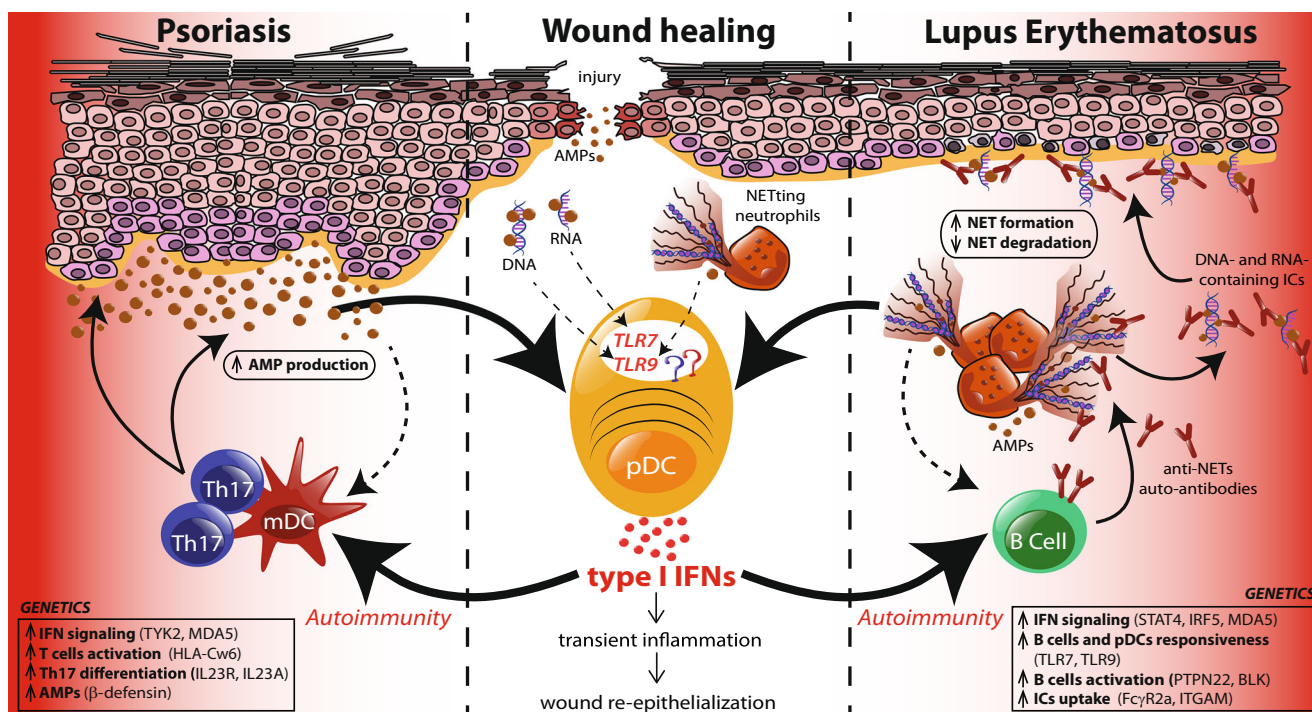 Psoriasis
Wound healing
Lupus Erythematosus
injury
AMPs
DNA
RNA
NETting
neutrophils
↑ NET formation
↓ NET degradation
DNA- and RNA-
containing ICs
TLR7
TLR9
??
↑ AMP production
pDC
AMPs
anti-NETs
auto-antibodies
Th17
Th17
mDC
B Cell
type I IFNs
Autoimmunity
Autoimmunity
transient inflammation
wound re-epithelialization
GENETICS
↑ IFN signaling (TYK2, MDA5)
↑ T cells activation (HLA-Cw6)
↑ Th17 differentiation (IL23R, IL23A)
↑ AMPs (β-defensin)
GENETICS
↑ IFN signaling (STAT4, IRF5, MDA5)
↑ B cells and pDCs responsiveness
(TLR7, TLR9)
↑ B cells activation (PTPN22, BLK)
↑ ICs uptake (FcγR2a, ITGAM)